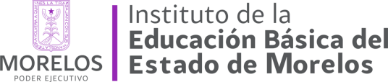 MORELOS
PODER EJECUTIVO
Instituto de la
Educación Básica del
Estado de Morelos